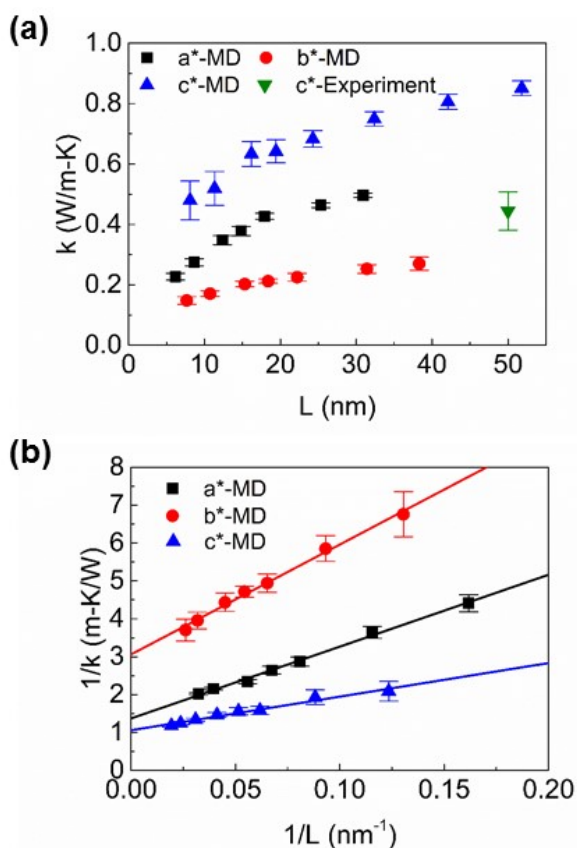 (a)
a*-MD b*-MD
c*-MD c*-Experiment
1.0
0.8
0.6
0.4
0.2
0.0
k (W/m-K)
0 10 20 30 40 50
L (nm)
(b)
a*-MD
b*-MD
c*-MD
8
7
6
5
4
3
2
1
0
1/k (m-K/W)
0.00 0.05 0.10 0.15 0.20
1/L (nm⁻¹)